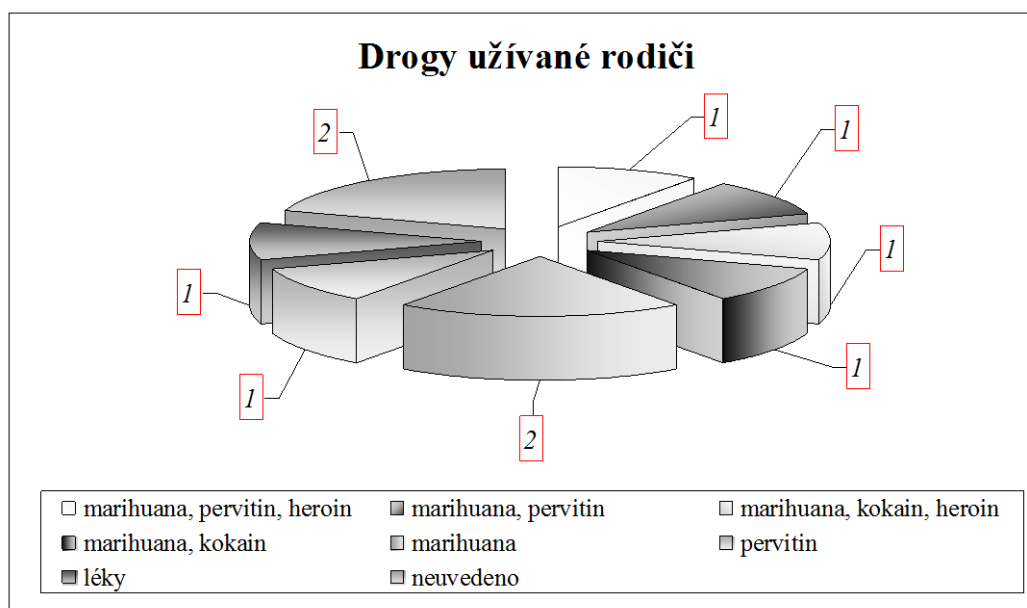 Drogy užívané rodiči
1
2
1
1
1
1
1
2
marihuana, pervitin, heroin
marihuana, pervitin
marihuana, kokain, heroin
marihuana, kokain
marihuana
pervitin
léky
neuvedeno